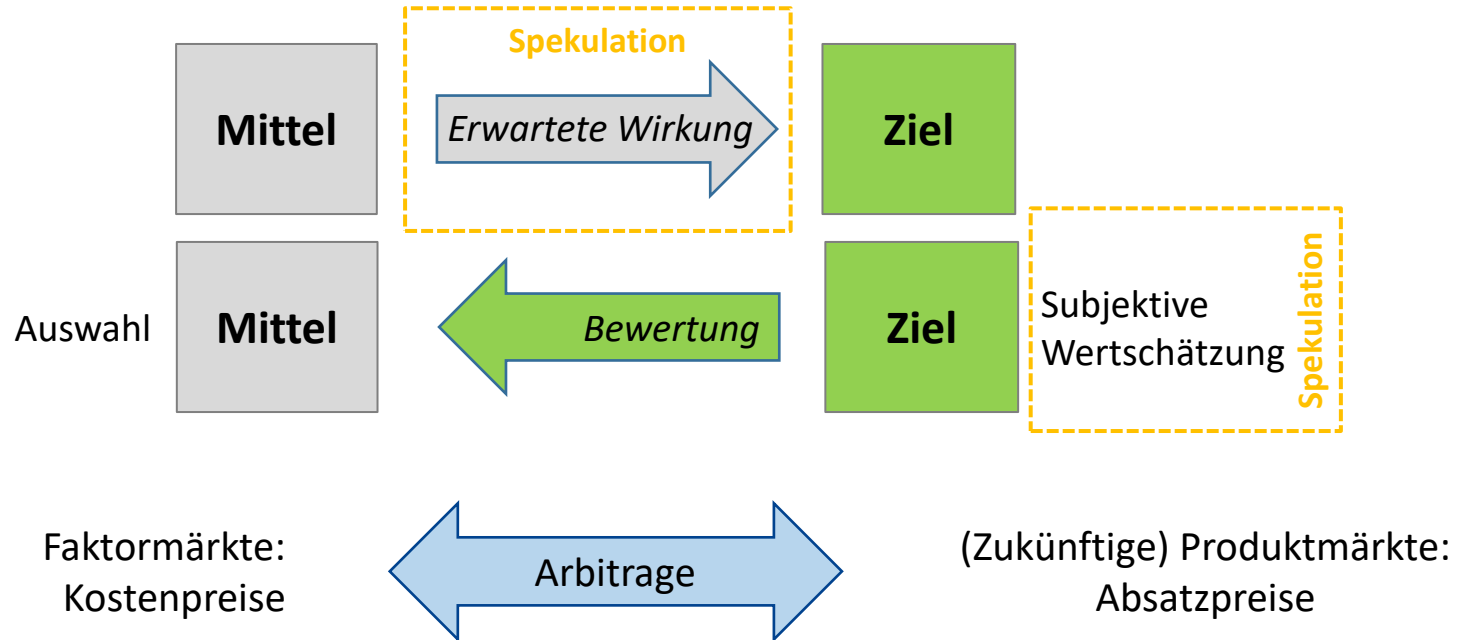 Spekulation
Mittel
Erwartete Wirkung
Ziel
Auswahl
Mittel
Bewertung
Ziel
Subjektive
Wertschätzung
Spekulation
Faktormärkte:
Kostenpreise
Arbitrage
(Zukünftige) Produktmärkte:
Absatzpreise